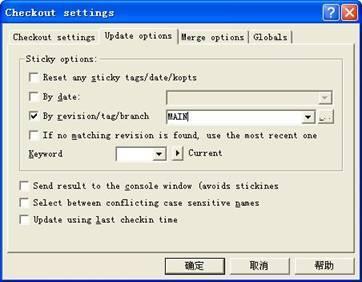 Checkout settings
Checkout settings Update options Merge options Globals
Sticky options:
Reset any sticky tags/date/kopts
By date:
By revision/tag/branch MAIN ...
If no matching revision is found, use the most recent one
Keyword Current
Send result to the console window (avoids stickines
Select between conflicting case sensitive names
Update using last checkin time
确定 取消 帮助